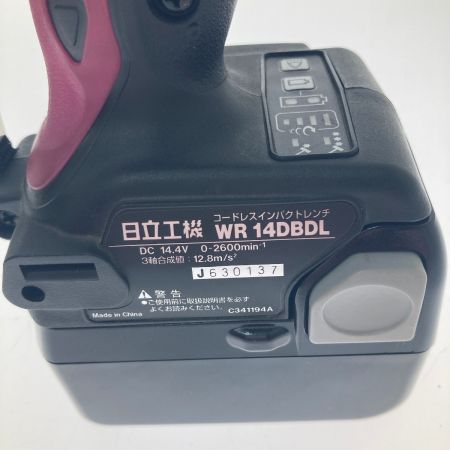 コードレスインパクトレンチ
日立工機 WR 14DBDL
DC 14.4V 0-2600min⁻¹
3軸合成値: 12.8m/s²
J630137
警告
●ご使用前に取扱説明書を必ず
よくお読みください。
Made in China C341194A